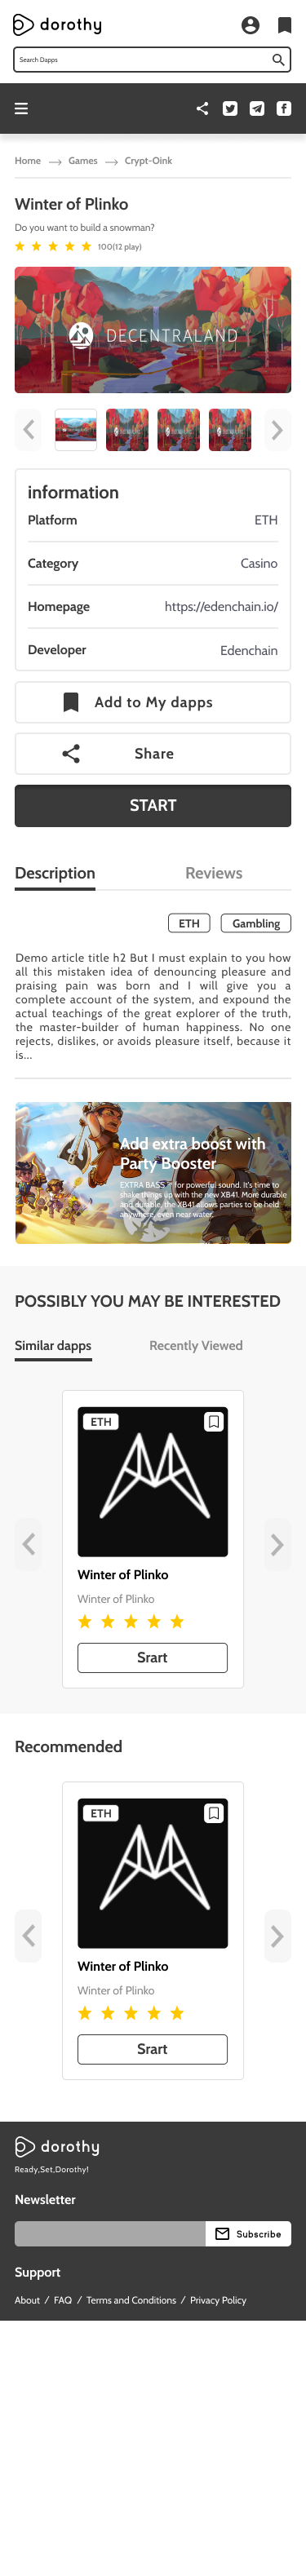 dorothy
Search Dapps
Home
Games
Crypt-Oink
Winter of Plinko
Do you want to build a snowman?
100(12 play)
DECENTRALAND
information
Platform ETH
Category Casino
Homepage https://edenchain.io/
Developer Edenchain
Add to My dapps
Share
START
Description Reviews
ETH Gambling
Demo article title h2 But I must explain to you how
all this mistaken idea of denouncing pleasure and
praising pain was born and I will give you a
complete account of the system, and expound the
actual teachings of the great explorer of the truth,
the master-builder of human happiness. No one
rejects, dislikes, or avoids pleasure itself, because it
is...
Add extra boost with
Party Booster
EXTRA BASS™ for powerful sound. It's time to
shake things up with the new XB41. More durable
and ductile, the XB41 allows parties to be held
anywhere, even near water.
POSSIBLY YOU MAY BE INTERESTED
Similar dapps Recently Viewed
ETH
Winter of Plinko
Winter of Plinko
Srart
Recommended
ETH
Winter of Plinko
Winter of Plinko
Srart
dorothy
Ready,Set,Dorothy!
Newsletter
Subscribe
Support
About / FAQ / Terms and Conditions / Privacy Policy